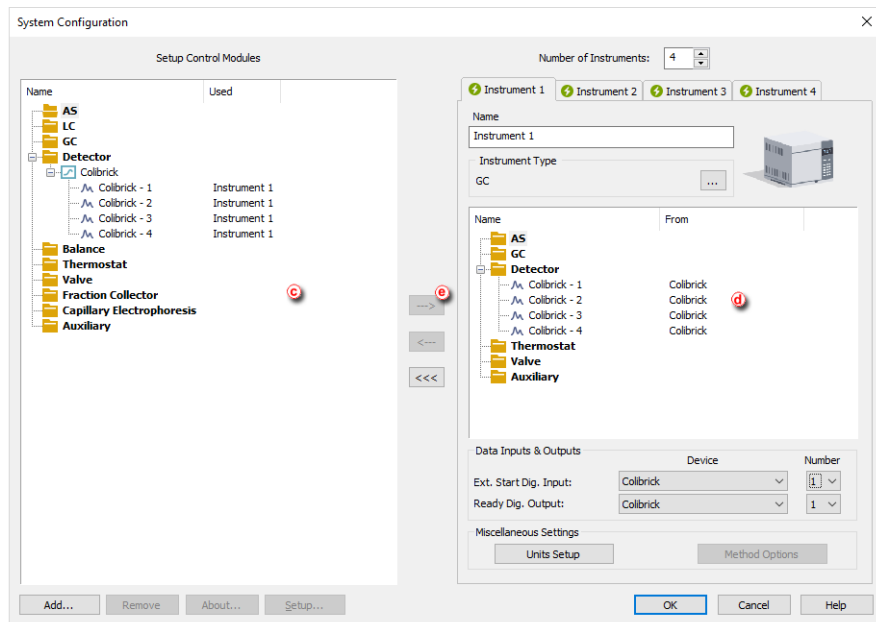 System Configuration
Setup Control Modules
Number of Instruments: 4
Name Used
AS
LC
GC
Detector
Colibrick
Colibrick - 1 Instrument 1
Colibrick - 2 Instrument 1
Colibrick - 3 Instrument 1
Colibrick - 4 Instrument 1
Balance
Thermostat
Valve
Fraction Collector
Capillary Electrophoresis
Auxiliary
c
e
--->
<---
<<<
Instrument 1 Instrument 2 Instrument 3 Instrument 4
Name
Instrument 1
Instrument Type
GC ...
Name From
AS
GC
Detector
Colibrick - 1 Colibrick
Colibrick - 2 Colibrick
Colibrick - 3 Colibrick
Colibrick - 4 Colibrick
d
Thermostat
Valve
Auxiliary
Data Inputs & Outputs
Device Number
Ext. Start Dig. Input: Colibrick 1
Ready Dig. Output: Colibrick 1
Miscellaneous Settings
Units Setup Method Options
Add... Remove About... Setup... OK Cancel Help